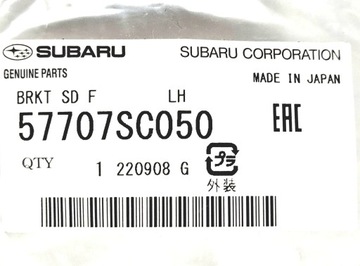 SUBARU SUBARU CORPORATION
GENUINE PARTS MADE IN JAPAN
BRKT SD F LH
57707SC050 EAC
QTY 1 220908 G プラ
外装